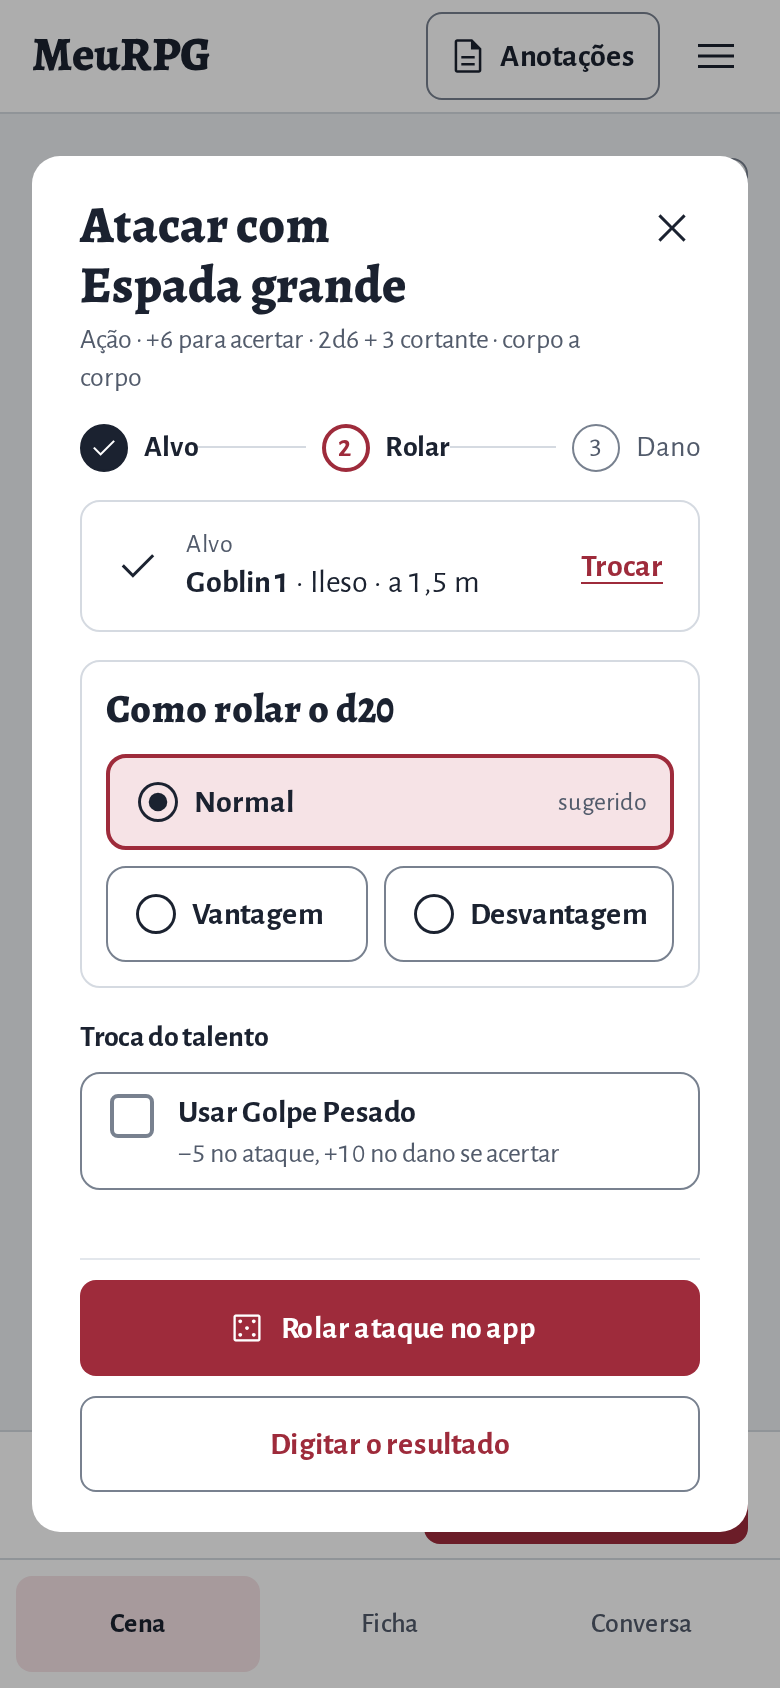 MeuRPG
Anotações
Atacar com
Espada grande
Ação · +6 para acertar · 2d6 + 3 cortante · corpo a
corpo
Alvo
2 Rolar
3 Dano
Alvo
Goblin 1 · Ileso · a 1,5 m
Trocar
Como rolar o d20
Normal
sugerido
Vantagem
Desvantagem
Troca do talento
Usar Golpe Pesado
−5 no ataque, +10 no dano se acertar
Rolar ataque no app
Digitar o resultado
Cena
Ficha
Conversa